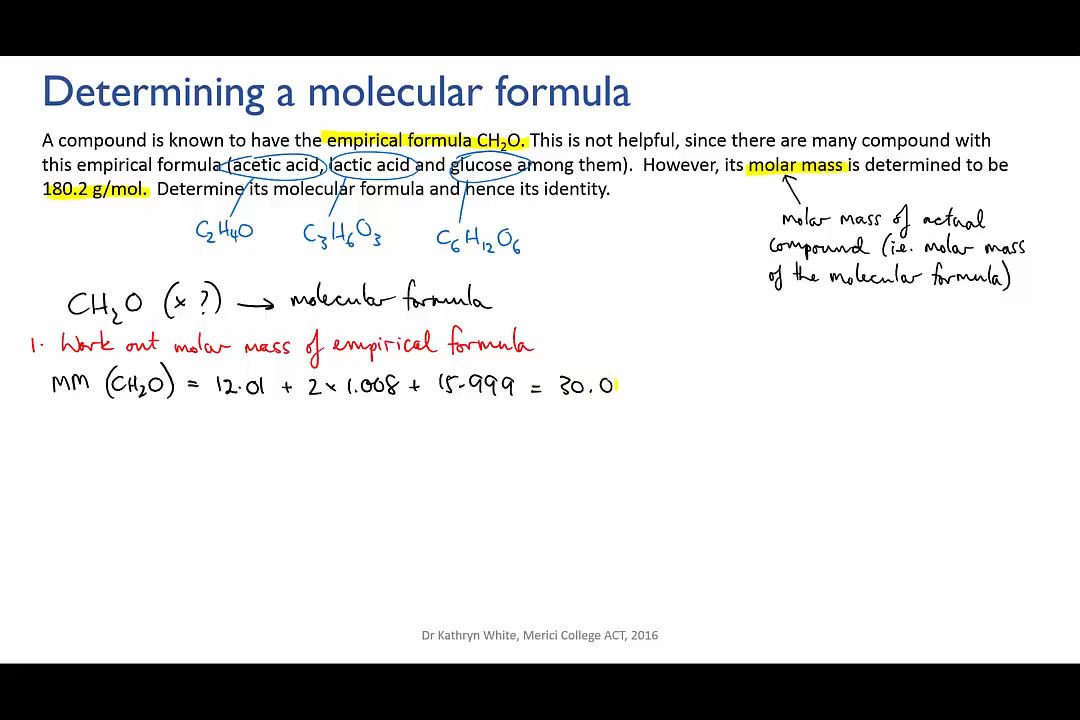 Determining a molecular formula
A compound is known to have the empirical formula CH₂O. This is not helpful, since there are many compound with
this empirical formula (acetic acid, lactic acid and glucose among them). However, its molar mass is determined to be
180.2 g/mol. Determine its molecular formula and hence its identity.
C₂H4O C₃H₆O₃ C₆H₁₂O₆
molar mass of actual
compound (i.e. molar mass
of the molecular formula)
CH₂O (x ?) → molecular formula
1. Work out molar mass of empirical formula
MM (CH₂O) = 12.01 + 2 x 1.008 + 15.999 = 30.0
Dr Kathryn White, Merici College ACT, 2016